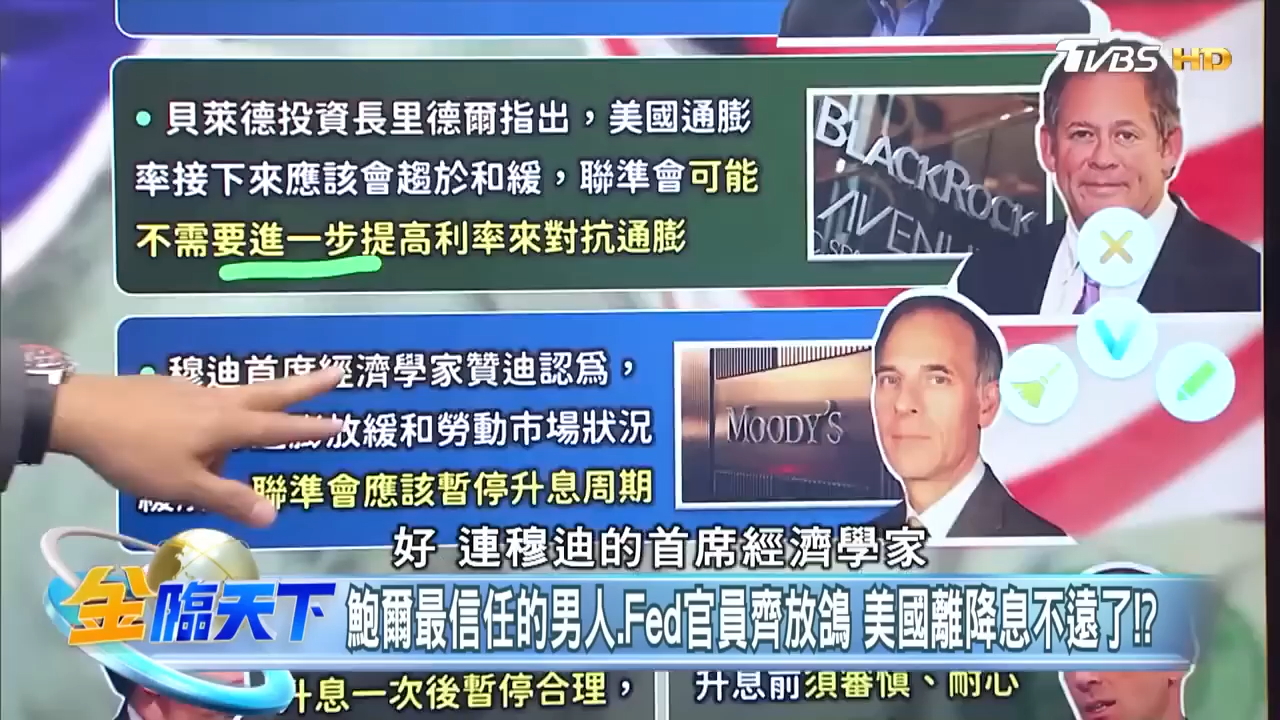 TVBS HD
• 貝萊德投資長里德爾指出，美國通膨
率接下來應該會趨於和緩，聯準會可能
不需要進一步提高利率來對抗通膨
BLACKROCK
• 穆迪首席經濟學家贊迪認爲，
放緩和勞動市場狀況
聯準會應該暫停升息周期
MOODY'S
好 連穆迪的首席經濟學家
金臨天下
鮑爾最信任的男人.Fed官員齊放鴿 美國離降息不遠了!?
升息一次後暫停合理，
升息前須審慎、耐心